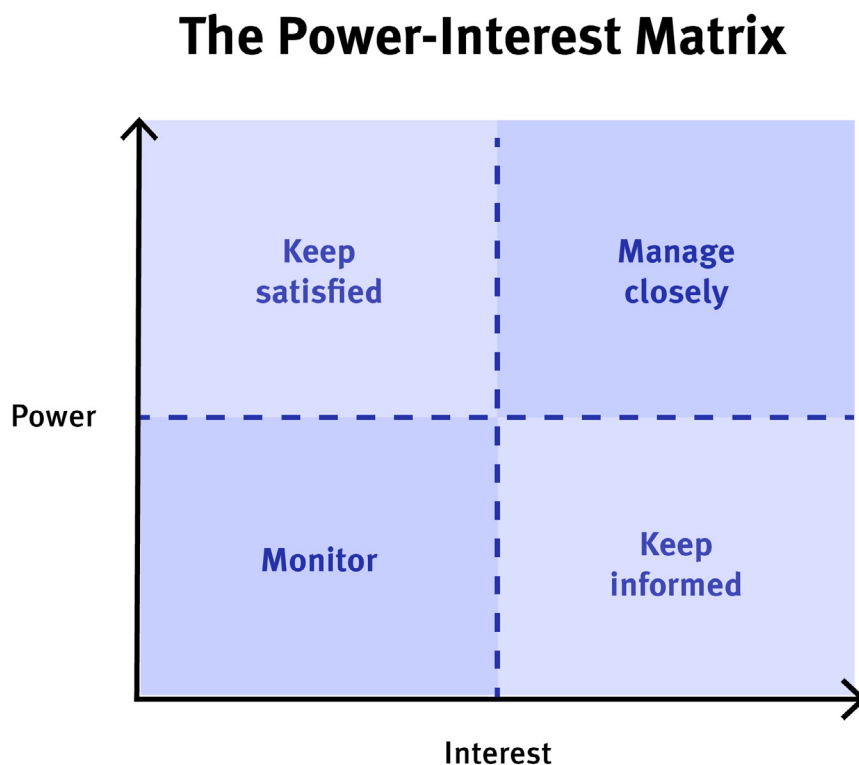 The Power-Interest Matrix
Keep
satisfied
Manage
closely
Power
Monitor
Keep
informed
Interest